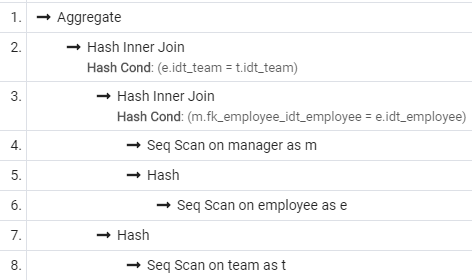 1. → Aggregate
2. → Hash Inner Join
Hash Cond: (e.idt_team = t.idt_team)
3. → Hash Inner Join
Hash Cond: (m.fk_employee_idt_employee = e.idt_employee)
4. → Seq Scan on manager as m
5. → Hash
6. → Seq Scan on employee as e
7. → Hash
8. → Seq Scan on team as t